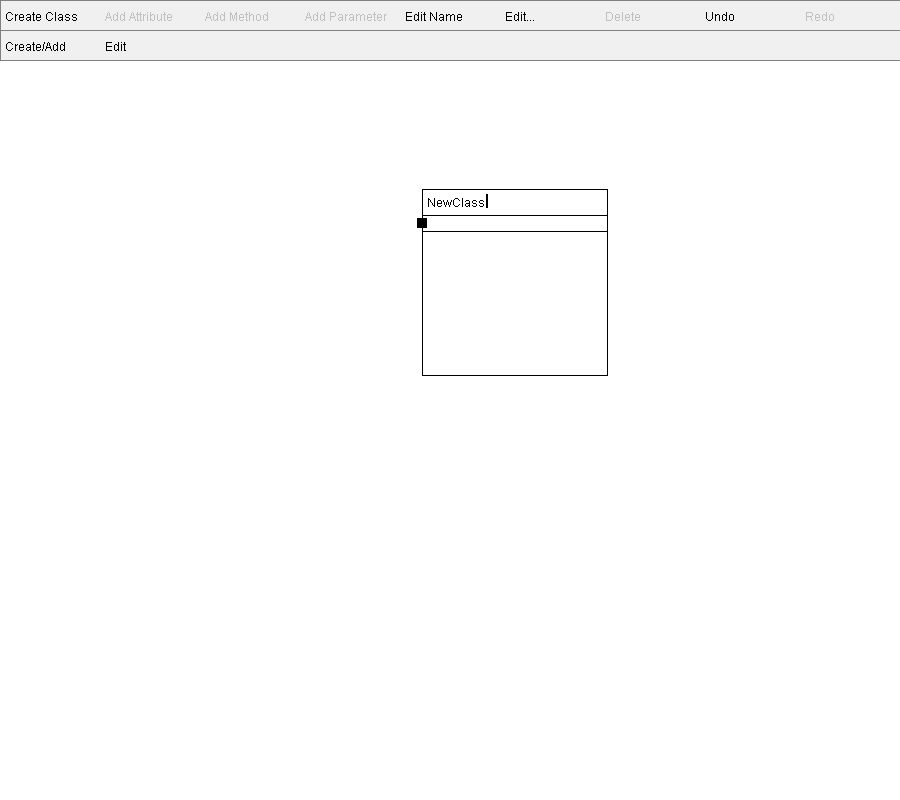 Create Class Add Attribute Add Method Add Parameter Edit Name Edit... Delete Undo Redo
Create/Add Edit
NewClass